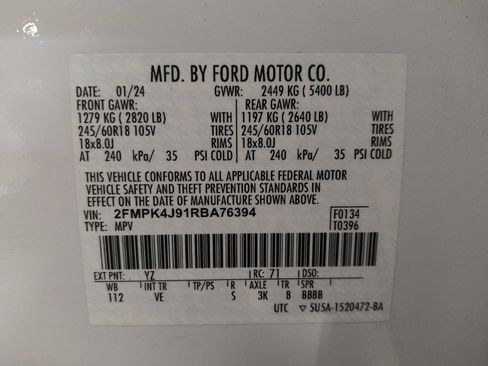 MFD. BY FORD MOTOR CO.
DATE: 01/24 GVWR: 2449 KG ( 5400 LB)
FRONT GAWR: REAR GAWR:
1279 KG ( 2820 LB) WITH 1197 KG ( 2640 LB) WITH
245/60R18 105V TIRES 245/60R18 105V TIRES
18x8.0J RIMS 18x8.0J RIMS
AT 240 kPa/ 35 PSI COLD AT 240 kPa/ 35 PSI COLD
THIS VEHICLE CONFORMS TO ALL APPLICABLE FEDERAL MOTOR
VEHICLE SAFETY AND THEFT PREVENTION STANDARDS IN
EFFECT ON THE DATE OF MANUFACTURE SHOWN ABOVE.
VIN: 2FMPK4J91RBA76394 F0134
TYPE: MPV T0396
EXT PNT: YZ RC: 71 DSO:
WB INT TR TP/PS R AXLE TR SPR
112 VE S 3K 8 BBBB
UTC ▽ 5U5A-1520472-BA